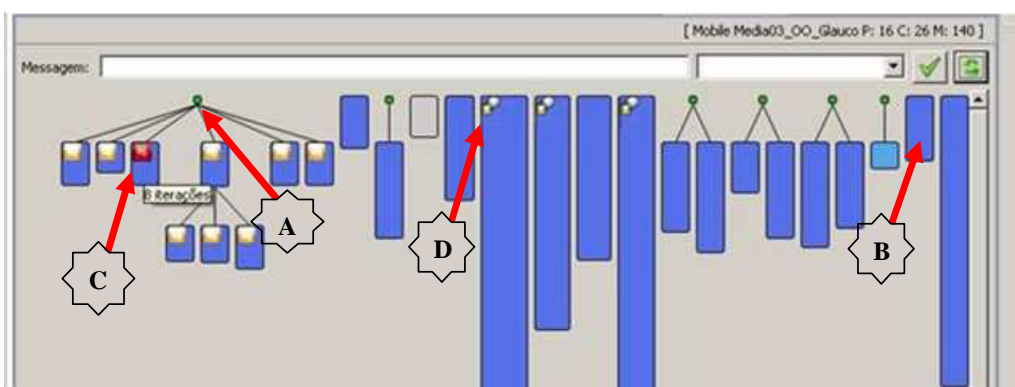 [ Mobile Media03_OO_Glauco P: 16 C: 26 M: 140 ]
Messagem:
8 iterações
A
B
C
D